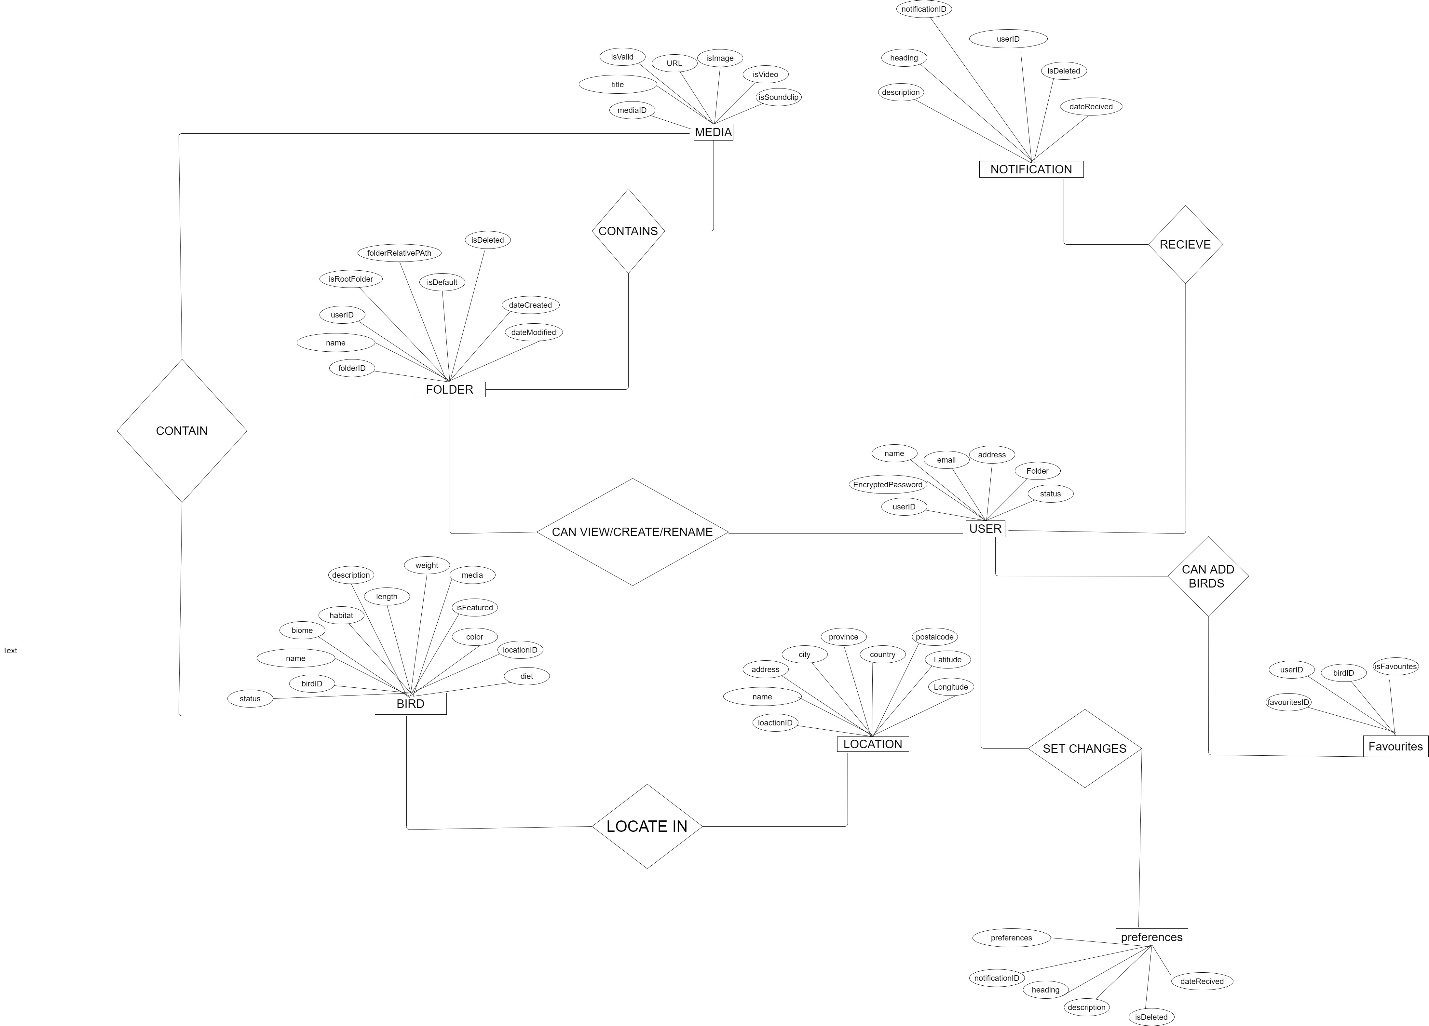 notificationID
userID
heading
isDeleted
description
dateRecived
NOTIFICATION
isValid
URL
isImage
isVideo
title
isSoundclip
mediaID
MEDIA
CONTAINS
RECIEVE
isDeleted
folderRelativePAth
isRootFolder
isDefault
dateCreated
userID
dateModified
name
folderID
FOLDER
CONTAIN
name
email
address
Folder
EncryptedPassword
status
userID
USER
CAN VIEW/CREATE/RENAME
CAN ADD
BIRDS
weight
description
media
length
isFeatured
habitat
biome
color
locationID
name
diet
birdID
status
BIRD
Text
province
postalcode
city
country
Latitude
address
Longitude
name
loactionID
LOCATION
SET CHANGES
isFavourites
userID
birdID
favouritesID
Favourites
LOCATE IN
preferences
preferences
notificationID
heading
description
isDeleted
dateRecived